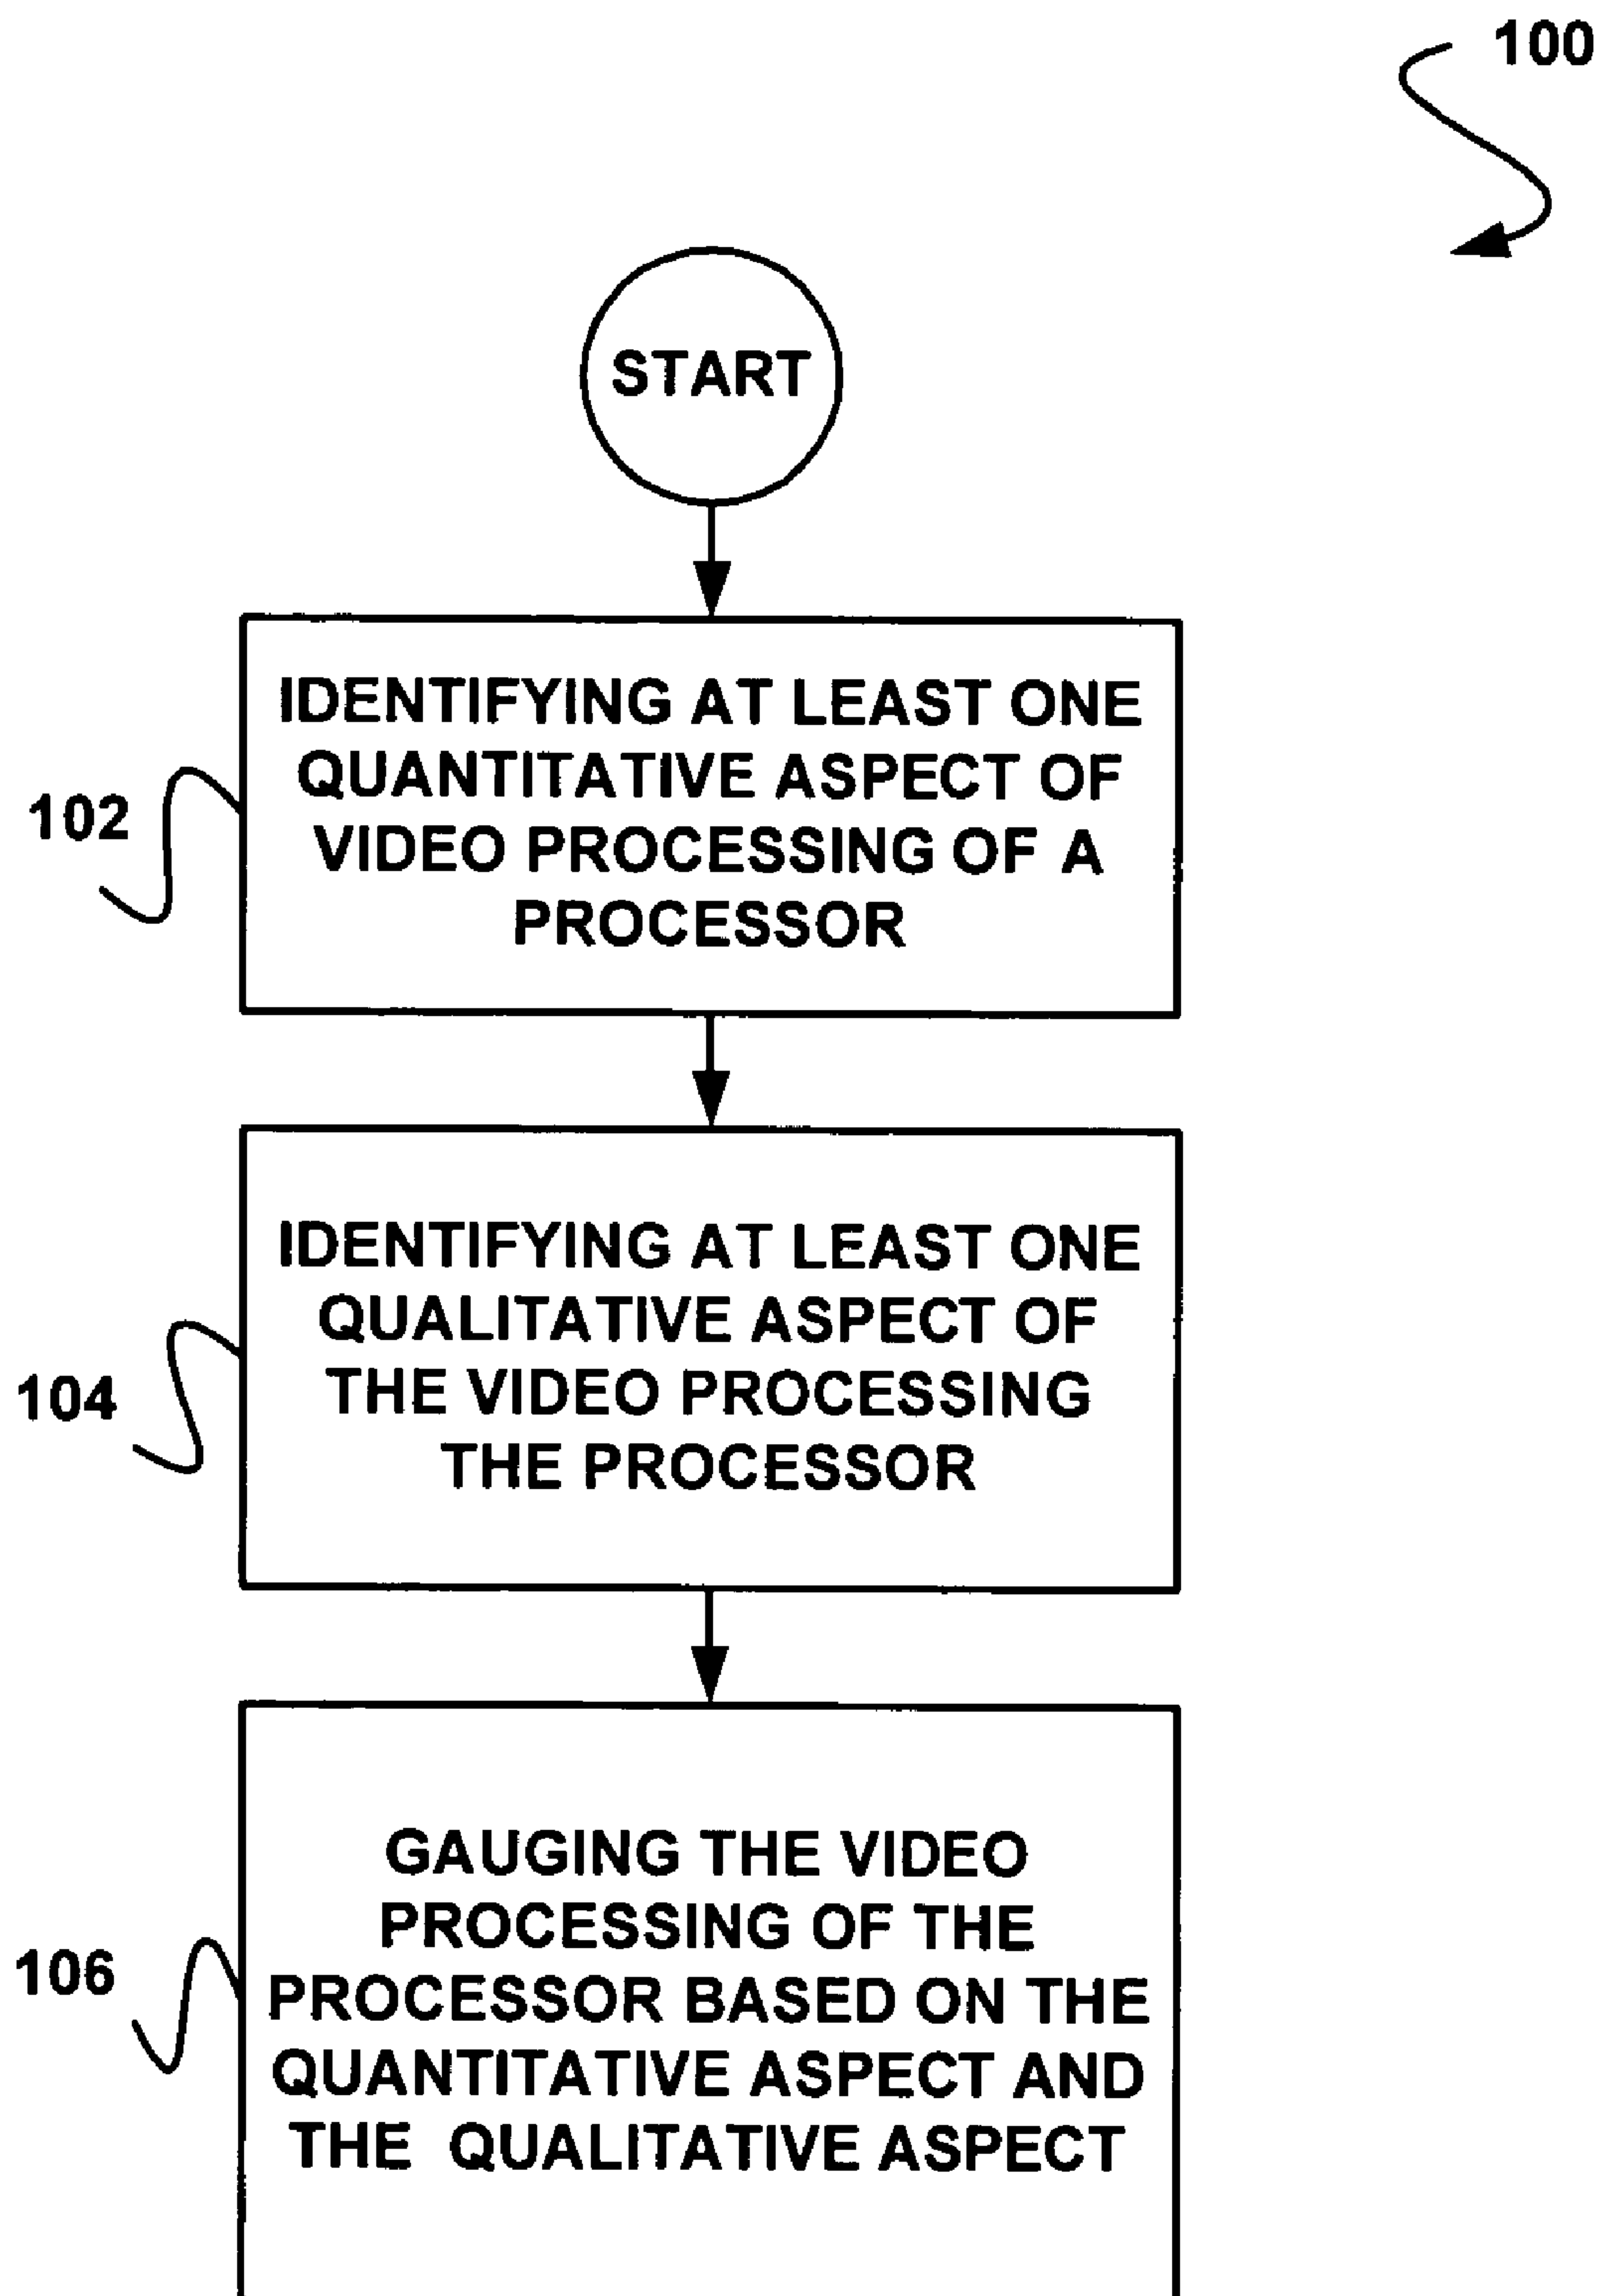 100
START
IDENTIFYING AT LEAST ONE
QUANTITATIVE ASPECT OF
VIDEO PROCESSING OF A
PROCESSOR
102
IDENTIFYING AT LEAST ONE
QUALITATIVE ASPECT OF
THE VIDEO PROCESSING
THE PROCESSOR
104
GAUGING THE VIDEO
PROCESSING OF THE
PROCESSOR BASED ON THE
QUANTITATIVE ASPECT AND
THE QUALITATIVE ASPECT
106